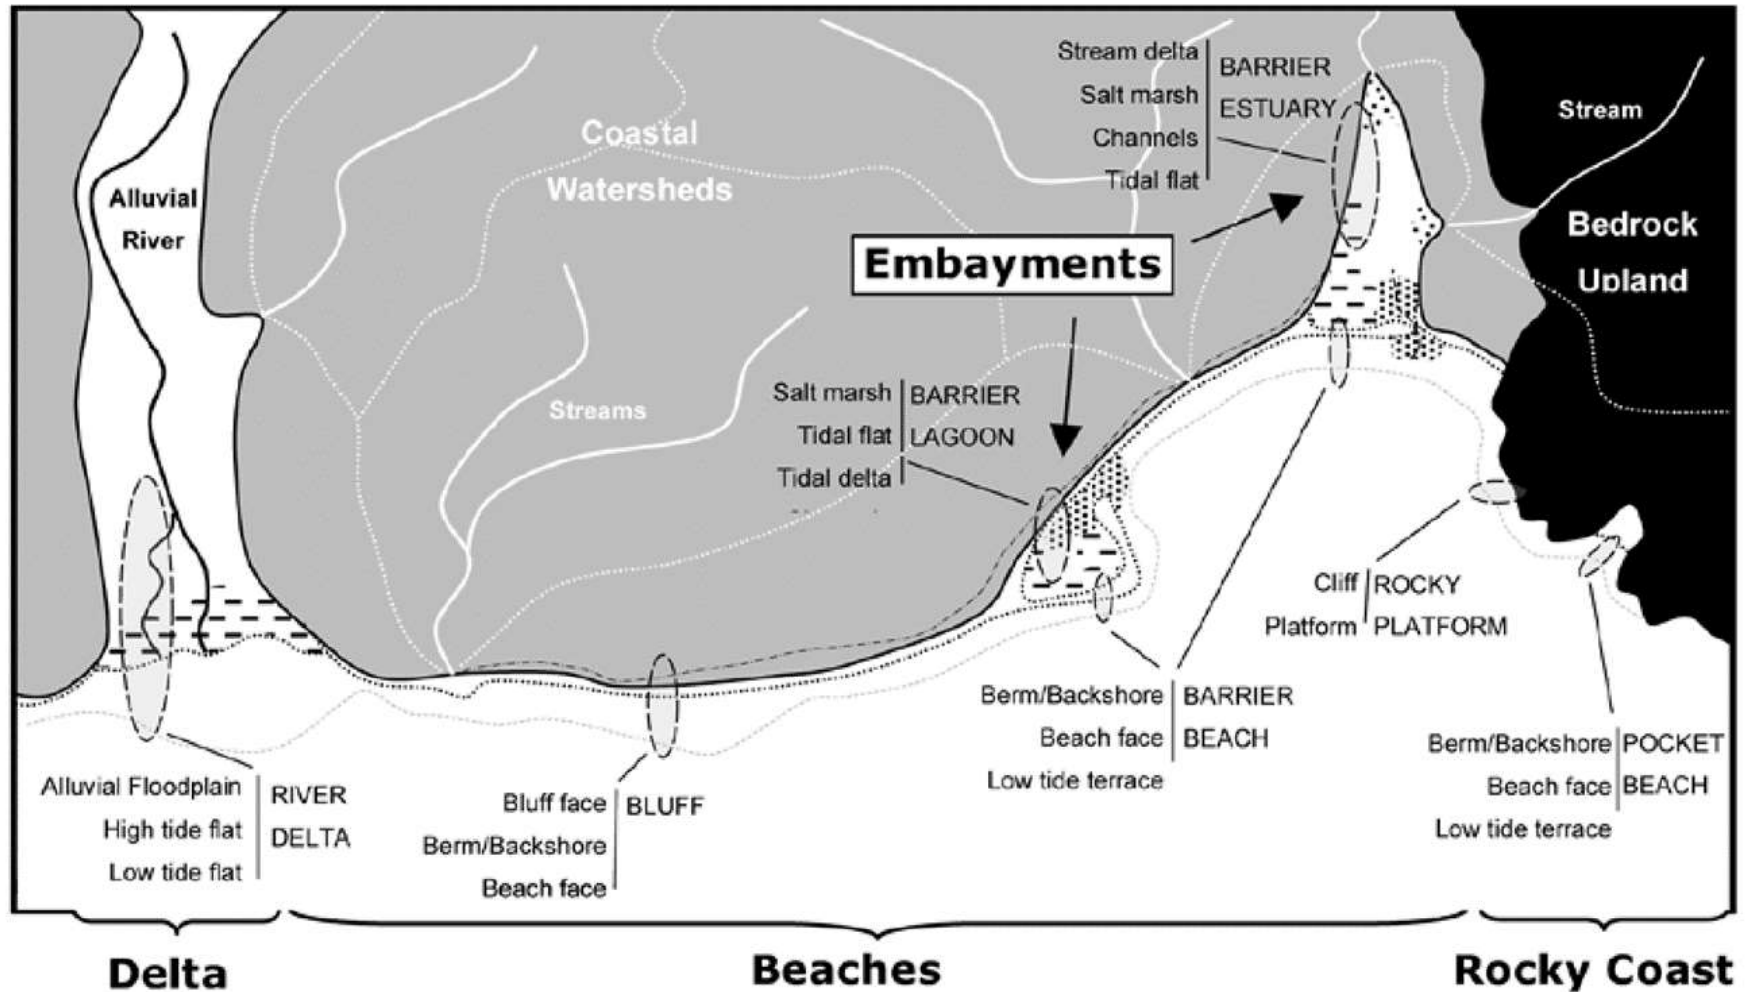 Stream delta
Salt marsh
Channels
Tidal flat
BARRIER
ESTUARY
Stream
Coastal
Watersheds
Alluvial
River
Bedrock
Upland
Embayments
Salt marsh
Tidal flat
Tidal delta
BARRIER
LAGOON
Streams
Cliff
Platform
ROCKY
PLATFORM
Berm/Backshore
Beach face
Low tide terrace
BARRIER
BEACH
Berm/Backshore
Beach face
Low tide terrace
POCKET
BEACH
Alluvial Floodplain
High tide flat
Low tide flat
RIVER
DELTA
Bluff face
Berm/Backshore
Beach face
BLUFF
Delta
Beaches
Rocky Coast